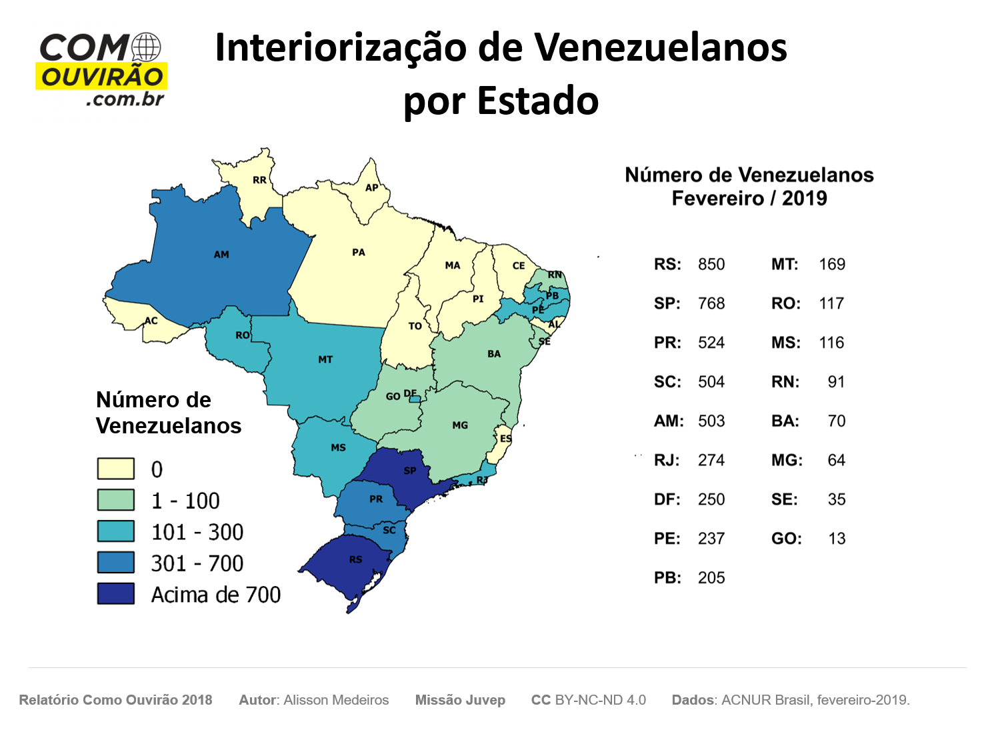 COMO
OUVIRÃO
.com.br
Interiorização de Venezuelanos
por Estado
RR
AP
AM
PA
MA
CE
RN
PB
PI
PE
AC
TO
AL
SE
RO
BA
MT
GO DF
MG
ES
MS
SP
RJ
PR
SC
RS
Número de
Venezuelanos
0
1 - 100
101 - 300
301 - 700
Acima de 700
Número de Venezuelanos
Fevereiro / 2019
RS: 850 MT: 169
SP: 768 RO: 117
PR: 524 MS: 116
SC: 504 RN: 91
AM: 503 BA: 70
RJ: 274 MG: 64
DF: 250 SE: 35
PE: 237 GO: 13
PB: 205
Relatório Como Ouvirão 2018 Autor: Alisson Medeiros Missão Juvep CC BY-NC-ND 4.0 Dados: ACNUR Brasil, fevereiro-2019.